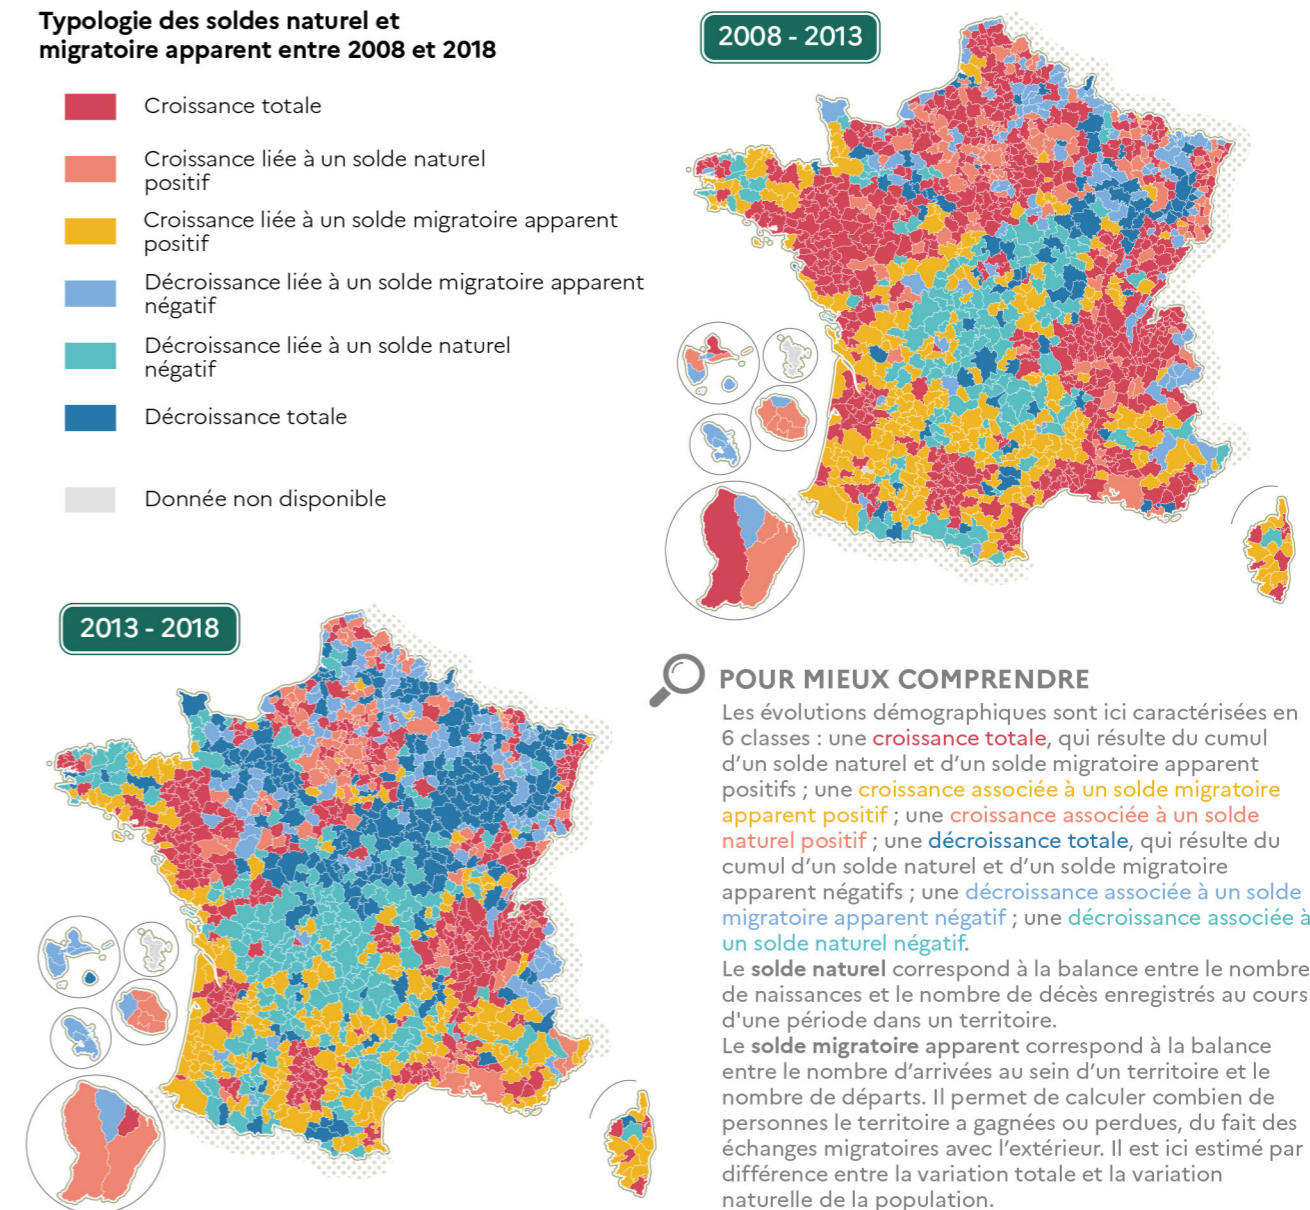 Typologie des soldes naturel et
migratoire apparent entre 2008 et 2018
Croissance totale
Croissance liée à un solde naturel
positif
Croissance liée à un solde migratoire apparent
positif
Décroissance liée à un solde migratoire apparent
négatif
Décroissance liée à un solde naturel
négatif
Décroissance totale
Donnée non disponible
2008 - 2013
2013 - 2018
POUR MIEUX COMPRENDRE
Les évolutions démographiques sont ici caractérisées en
6 classes : une croissance totale, qui résulte du cumul
d’un solde naturel et d’un solde migratoire apparent
positifs ; une croissance associée à un solde migratoire
apparent positif ; une croissance associée à un solde
naturel positif ; une décroissance totale, qui résulte du
cumul d’un solde naturel et d’un solde migratoire
apparent négatifs ; une décroissance associée à un solde
migratoire apparent négatif ; une décroissance associée à
un solde naturel négatif.
Le solde naturel correspond à la balance entre le nombre
de naissances et le nombre de décès enregistrés au cours
d'une période dans un territoire.
Le solde migratoire apparent correspond à la balance
entre le nombre d’arrivées au sein d’un territoire et le
nombre de départs. Il permet de calculer combien de
personnes le territoire a gagnées ou perdues, du fait des
échanges migratoires avec l’extérieur. Il est ici estimé par
différence entre la variation totale et la variation
naturelle de la population.